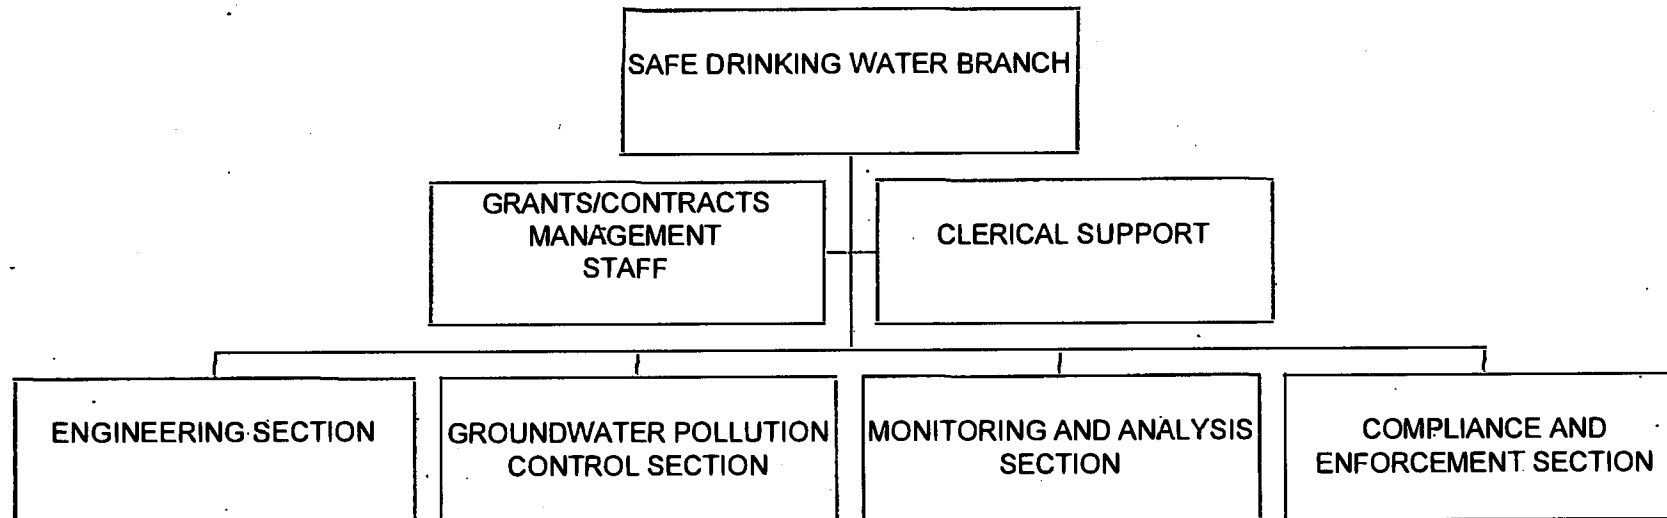 SAFE DRINKING WATER BRANCH
GRANTS/CONTRACTS
MANAGEMENT
STAFF
CLERICAL SUPPORT
ENGINEERING SECTION
GROUNDWATER POLLUTION
CONTROL SECTION
MONITORING AND ANALYSIS
SECTION
COMPLIANCE AND
ENFORCEMENT SECTION